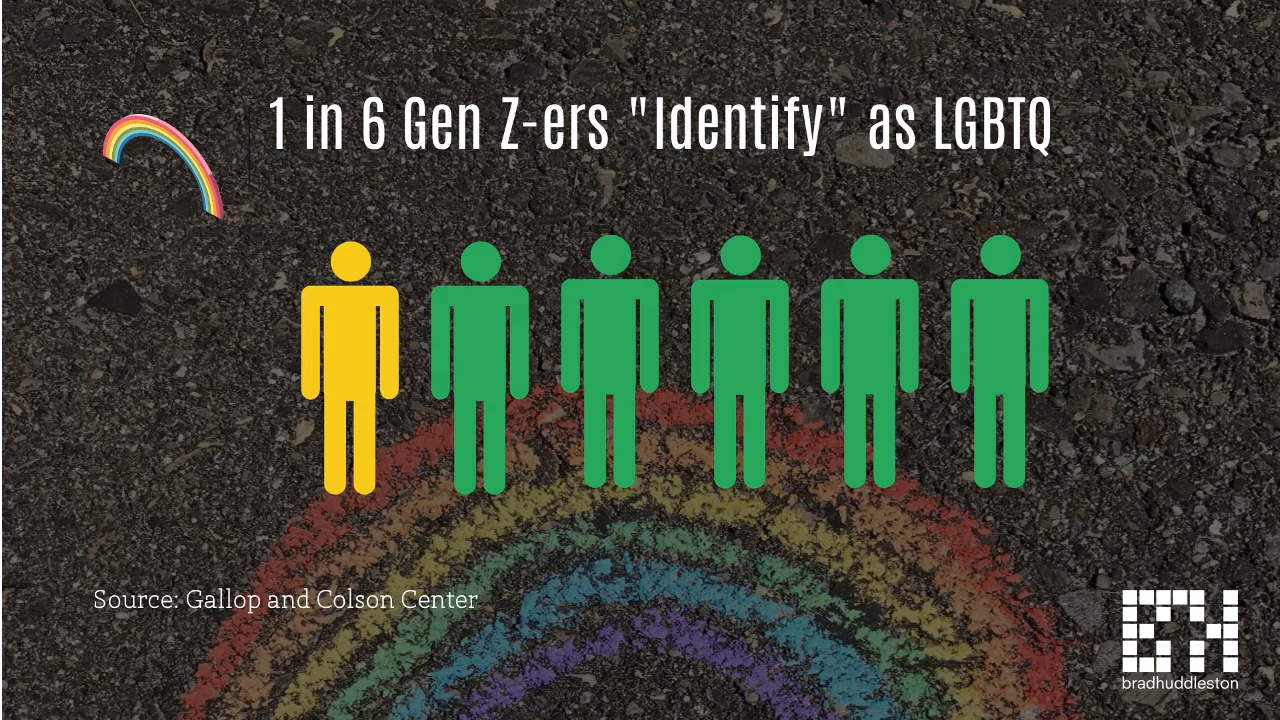 1 in 6 Gen Z-ers "Identify" as LGBTQ
Source: Gallop and Colson Center
bradhuddleston